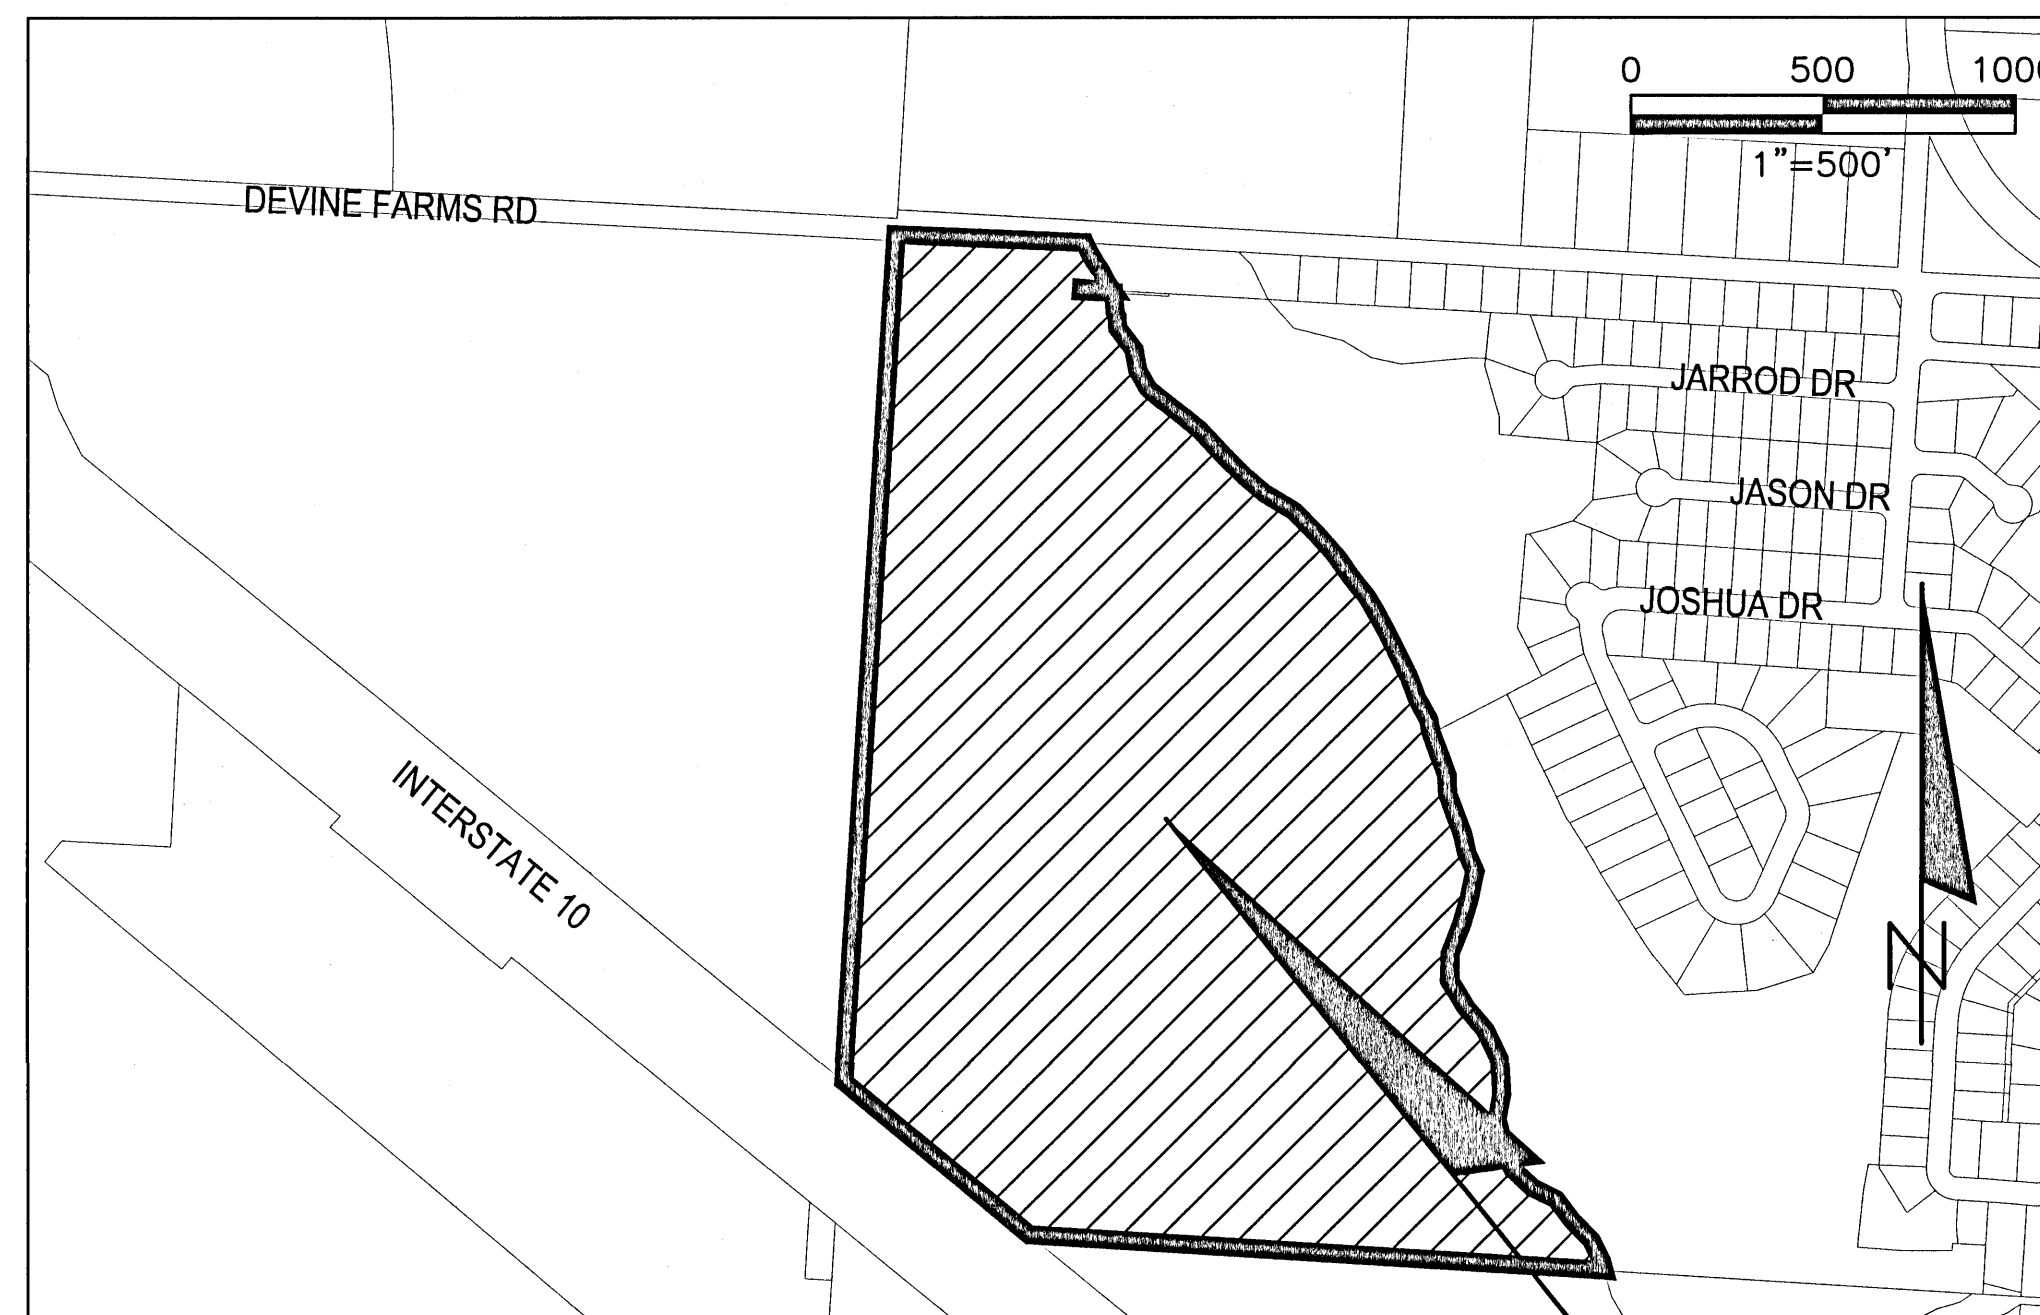 0 500 1000
1"=500'
DEVINE FARMS RD
JARROD DR
JASON DR
JOSHUA DR
INTERSTATE 10
N